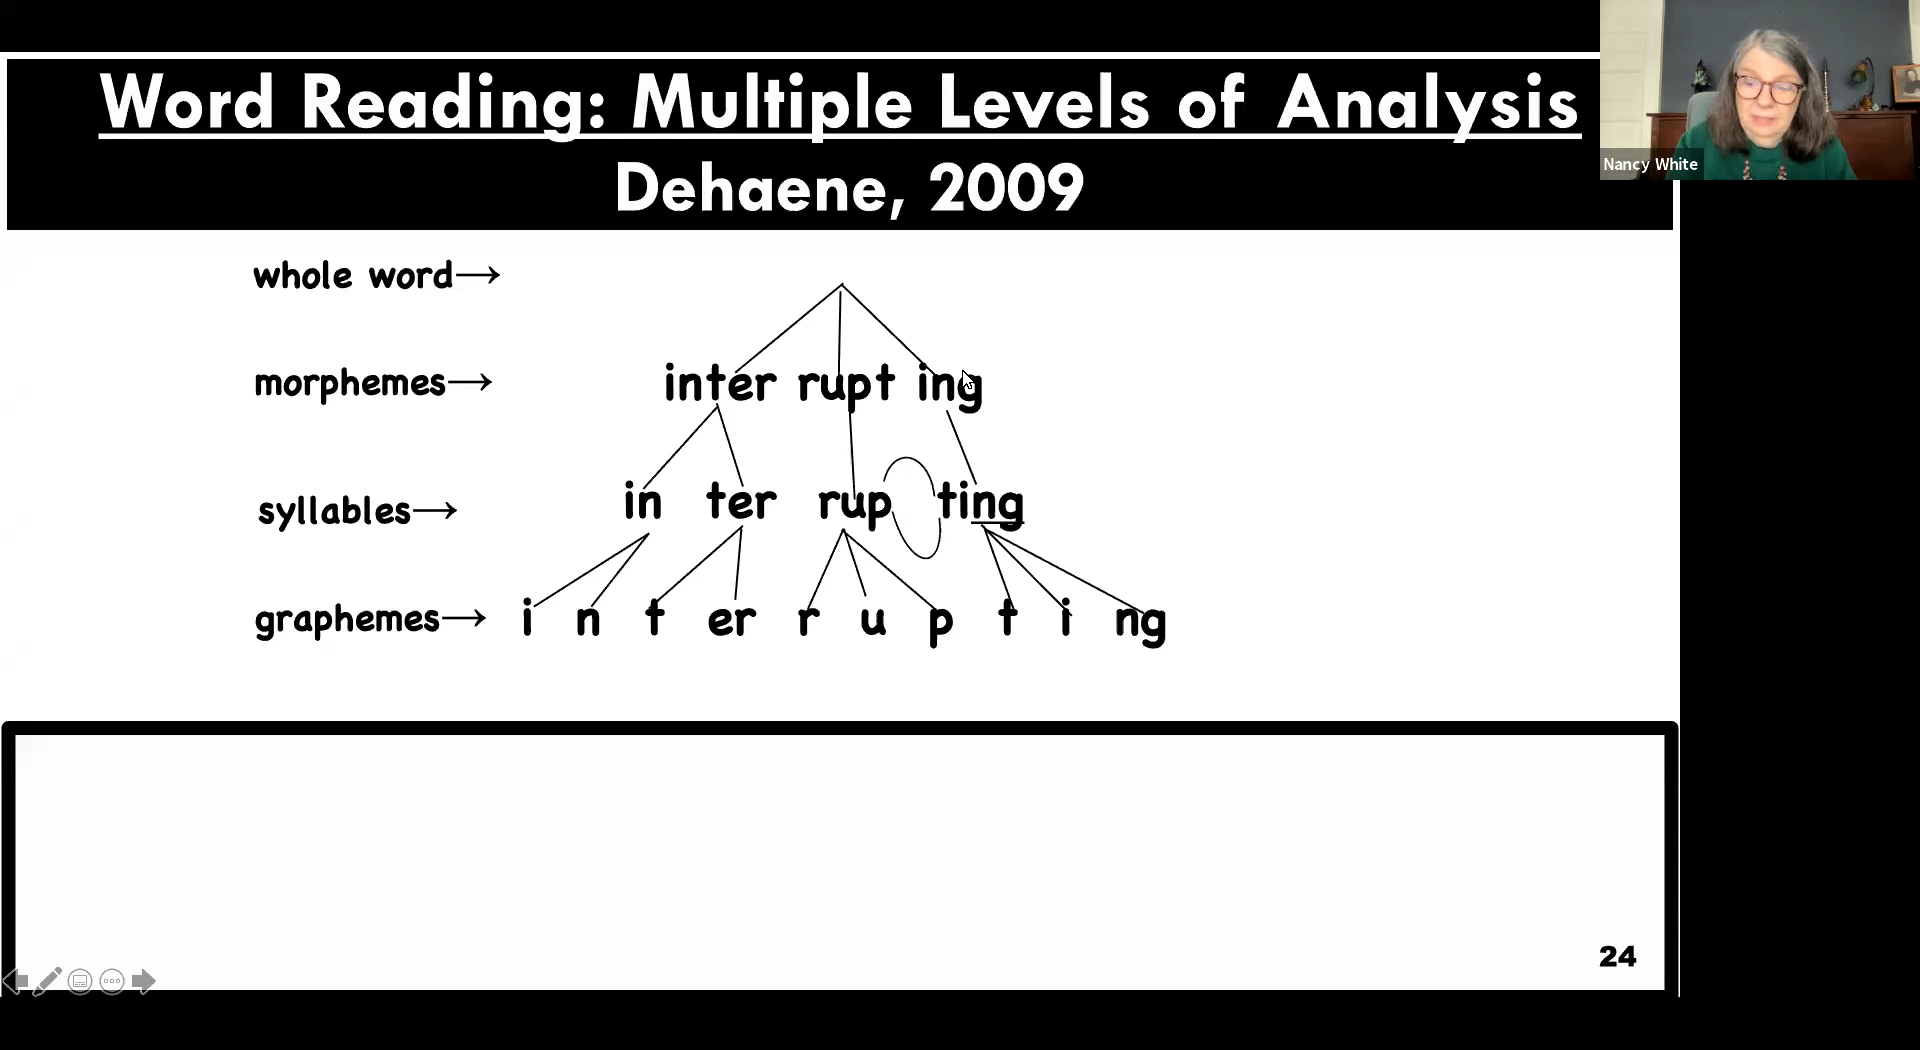 Word Reading: Multiple Levels of Analysis
Dehaene, 2009
Nancy White
whole word→
morphemes→ inter rupt ing
syllables→ in ter rup ting
graphemes→ i n t er r u p t i ng
24